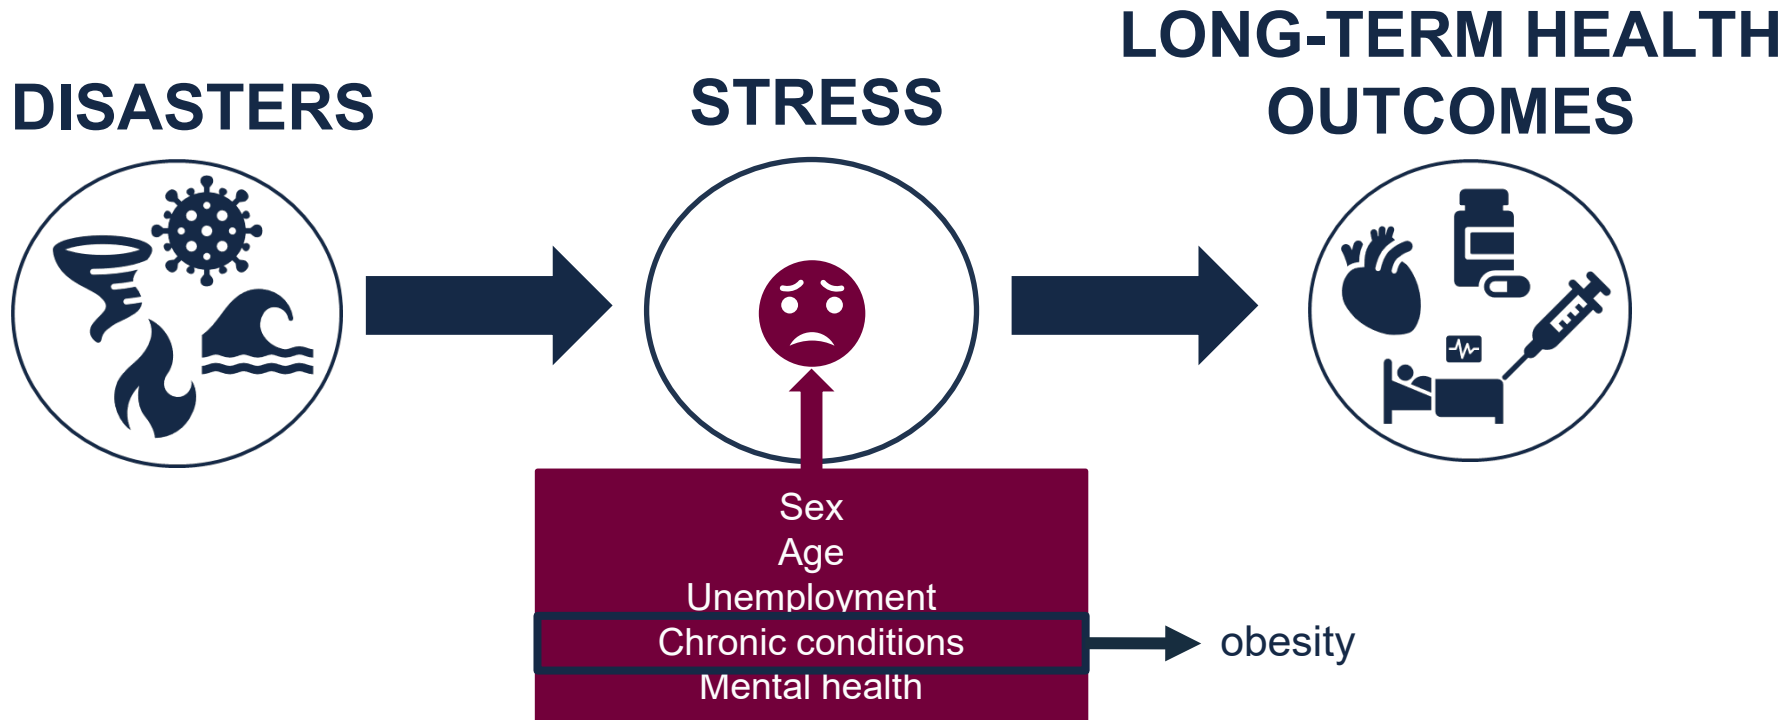 DISASTERS
STRESS
LONG-TERM HEALTH
OUTCOMES
Sex
Age
Unemployment
Chronic conditions
Mental health
obesity